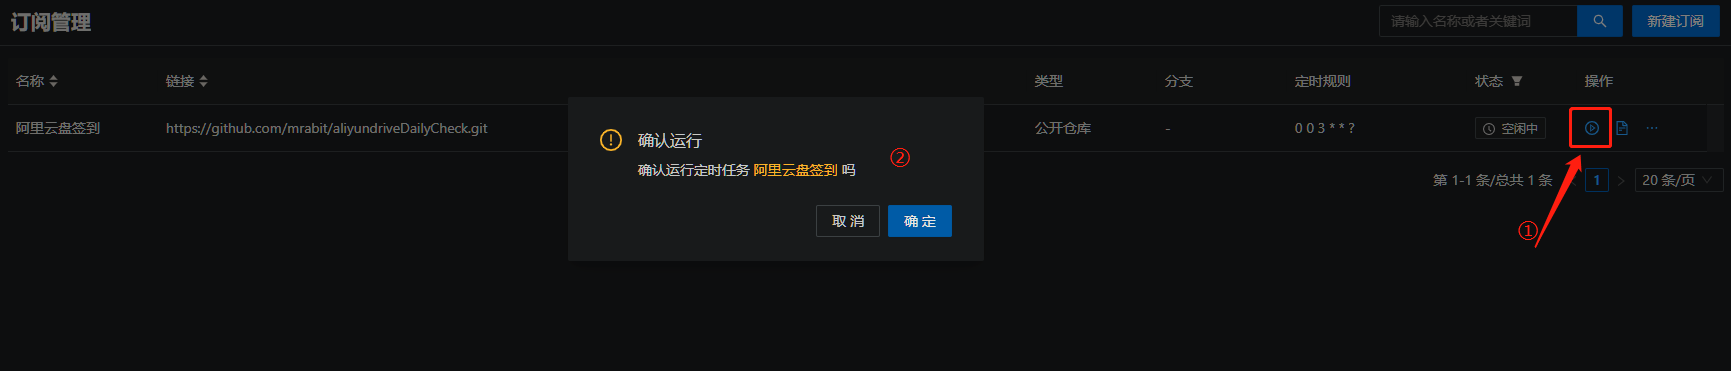 订阅管理
请输入名称或者关键词
新建订阅
名称 链接 类型 分支 定时规则 状态 操作
阿里云盘签到 https://github.com/mrabit/aliyundriveDailyCheck.git 公开仓库 - 0 0 3 * * ? 空闲中 ...
确认运行
确认运行定时任务 阿里云盘签到 吗
②
取 消 确 定
第 1-1 条/总共 1 条 < 1 > 20 条/页
①